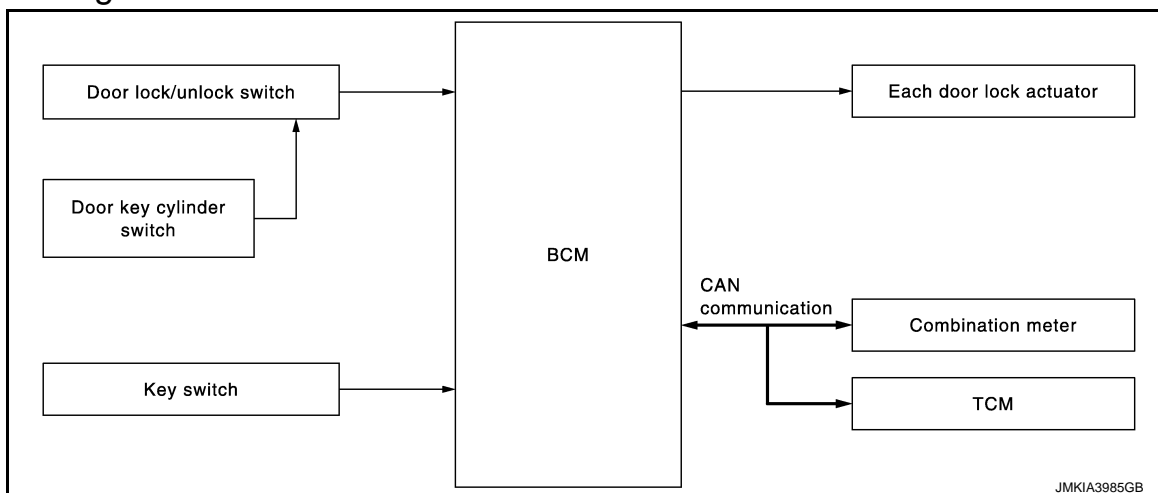 Door lock/unlock switch
Each door lock actuator
Door key cylinder
switch
BCM
CAN
communication
Combination meter
Key switch
TCM
JMKIA3985GB